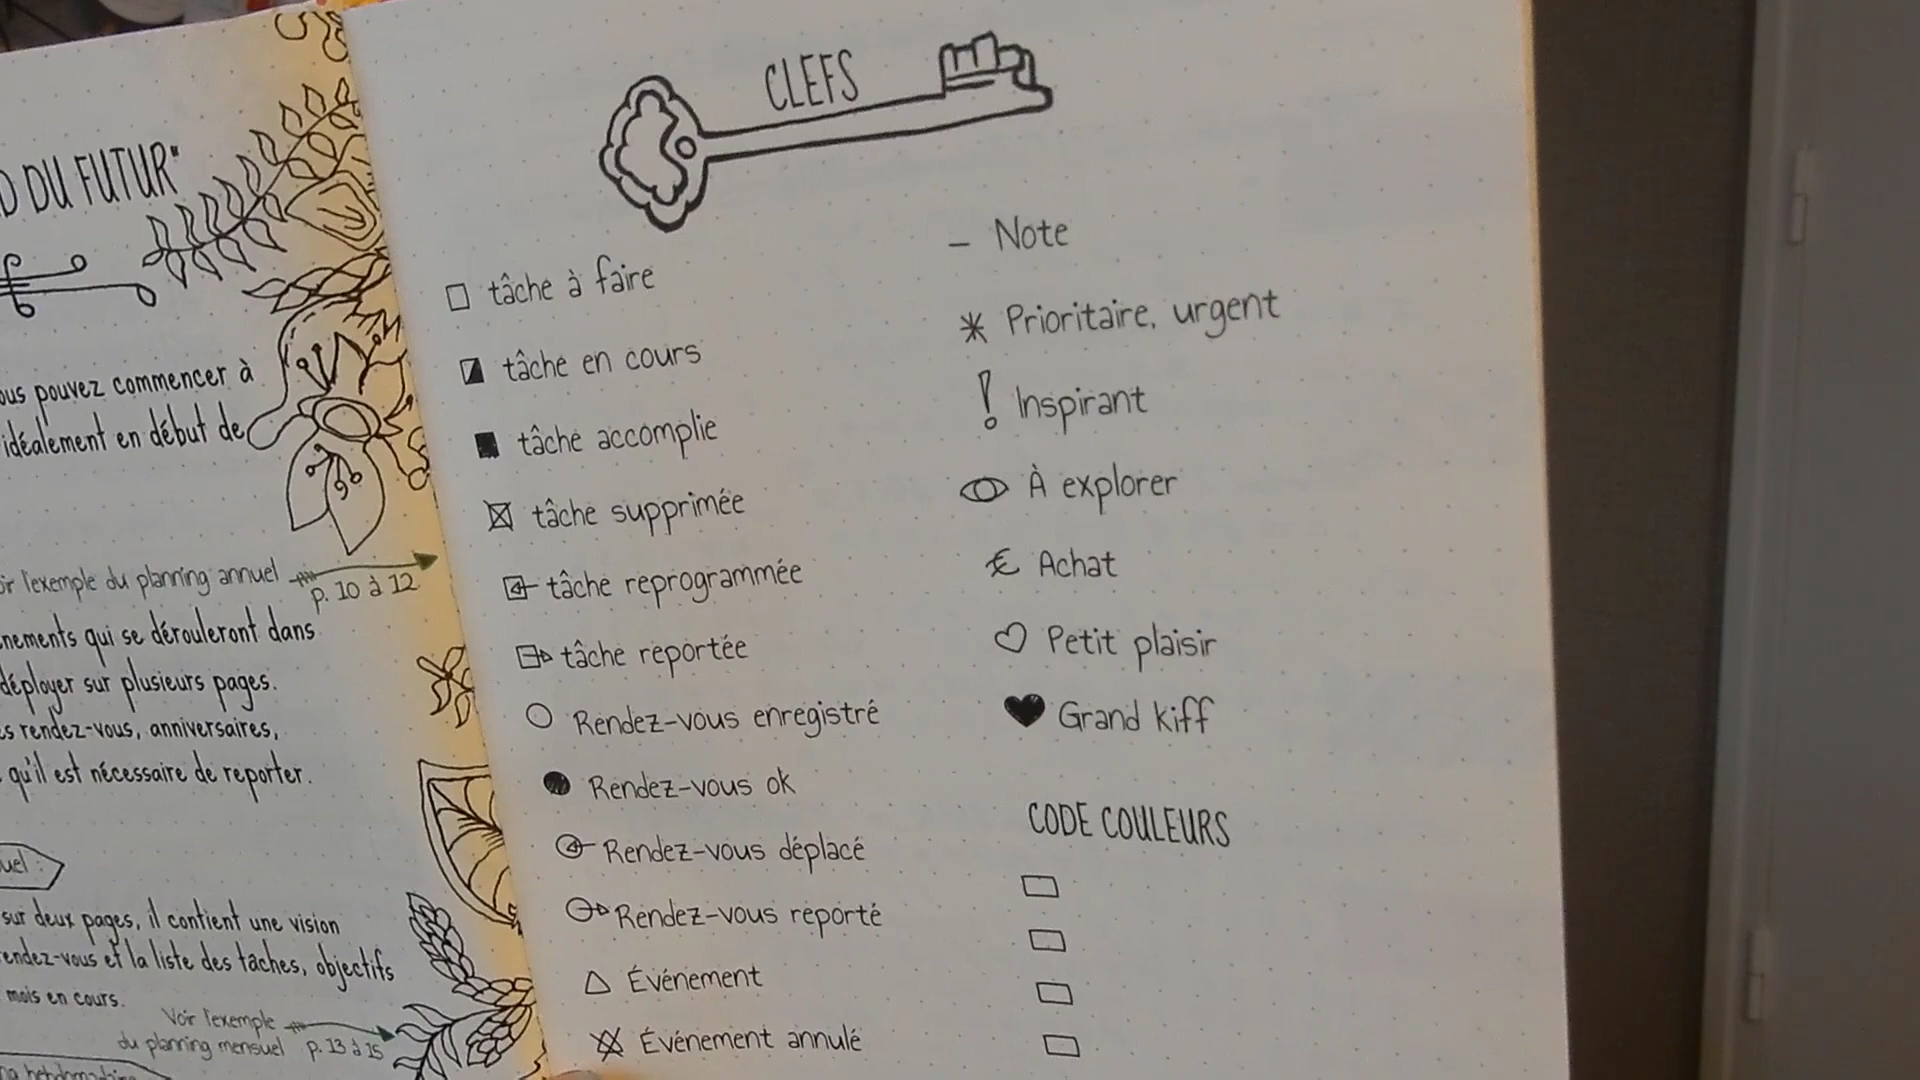 DU FUTUR"
ous pouvez commencer à
idéalement en début de
l'exemple du planning annuel
p. 10 à 12
nements qui se dérouleront dans
déployer sur plusieurs pages.
es rendez-vous, anniversaires,
qu'il est nécessaire de reporter.
uel
sur deux pages, il contient une vision
endez-vous et la liste des tâches, objectifs
mois en cours.
Voir l'exemple
du planning mensuel p. 13 à 15
CLEFS
tâche à faire
tâche en cours
tâche accomplie
tâche supprimée
tâche reprogrammée
tâche reportée
Rendez-vous enregistré
Rendez-vous ok
Rendez-vous déplacé
Rendez-vous reporté
Événement
Événement annulé
- Note
* Prioritaire, urgent
! Inspirant
À explorer
€ Achat
Petit plaisir
Grand kiff
CODE COULEURS